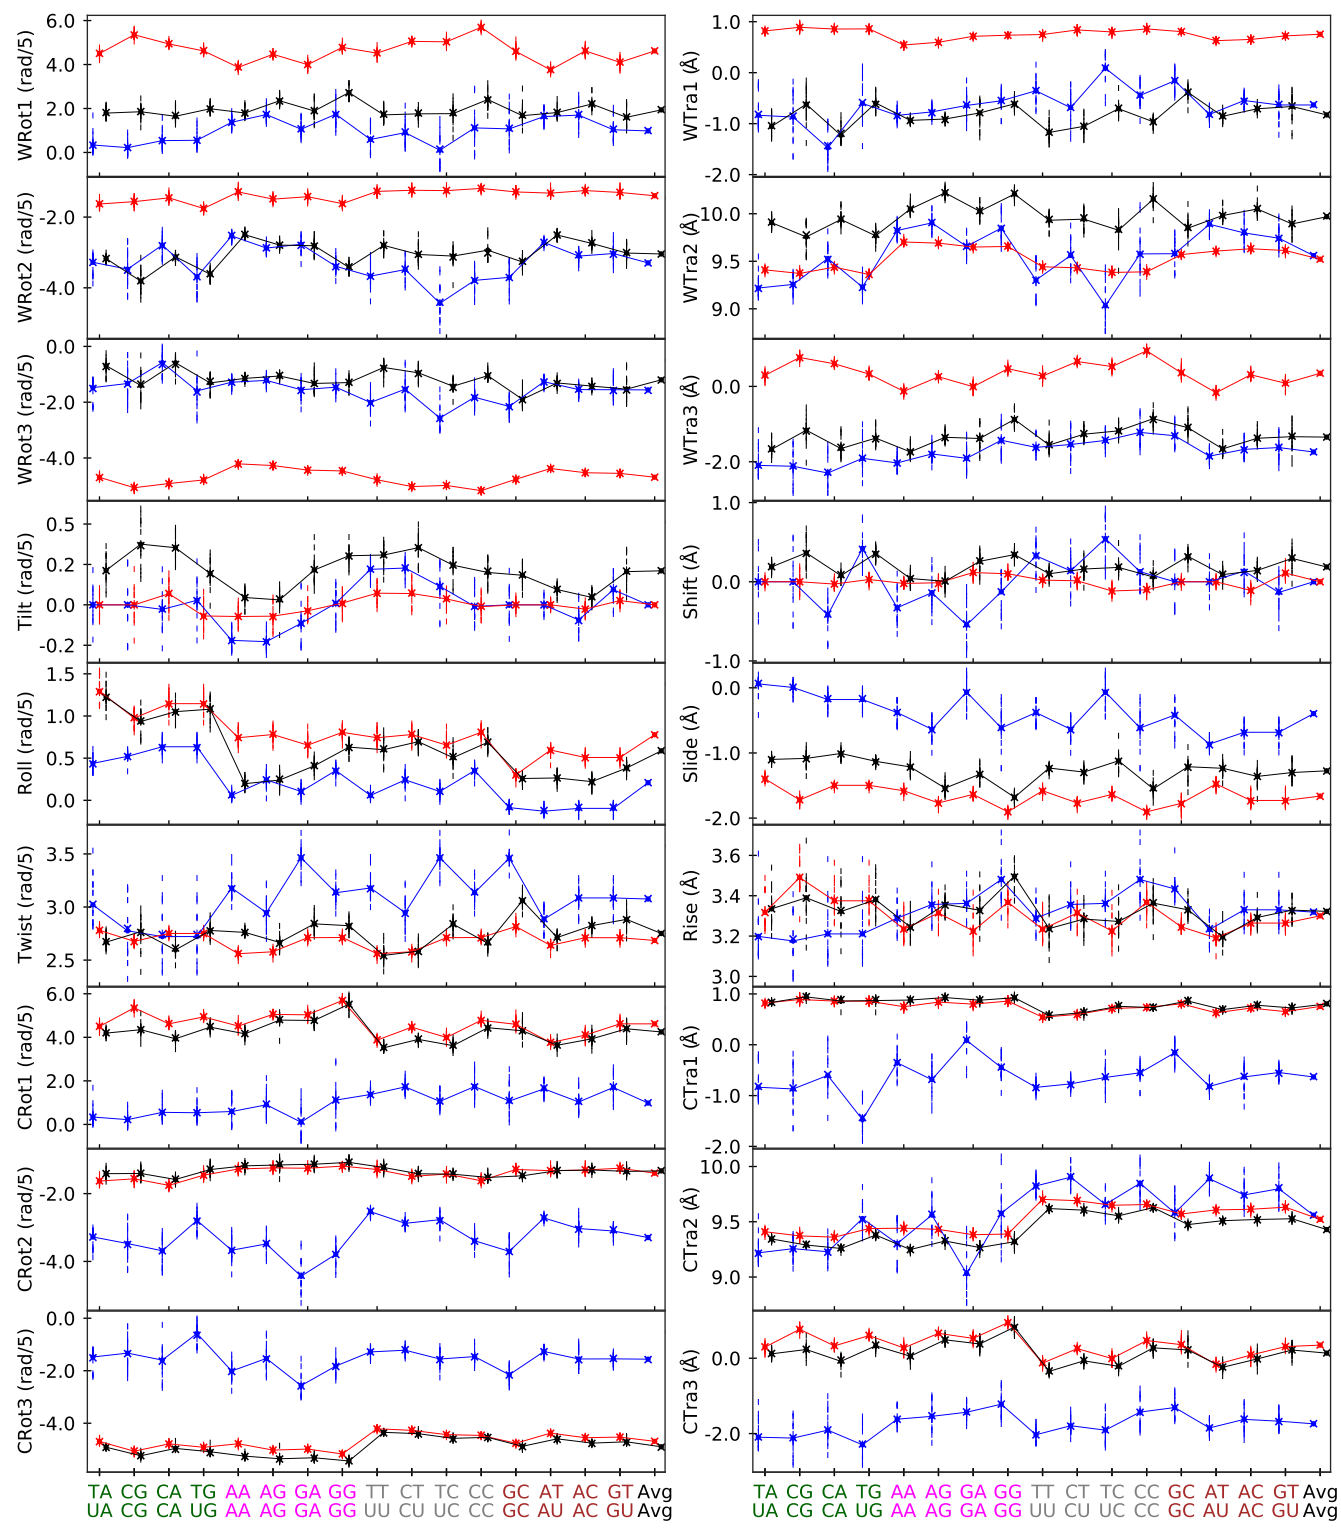 WRot1 (rad/5)
6.0
4.0
2.0
0.0
WRot2 (rad/5)
-2.0
-4.0
WRot3 (rad/5)
0.0
-2.0
-4.0
Tilt (rad/5)
0.5
0.2
0.0
-0.2
Roll (rad/5)
1.5
1.0
0.5
0.0
Twist (rad/5)
3.5
3.0
2.5
CRot1 (rad/5)
6.0
4.0
2.0
0.0
CRot2 (rad/5)
-2.0
-4.0
CRot3 (rad/5)
0.0
-2.0
-4.0
TA CG CA TG AA AG GA GG TT CT TC CC GC AT AC GT Avg
UA CG CA UG AA AG GA GG UU CU UC CC GC AU AC GU Avg
WTra1 (Å)
1.0
0.0
-1.0
-2.0
WTra2 (Å)
10.0
9.5
9.0
WTra3 (Å)
0.0
-2.0
Shift (Å)
1.0
0.0
-1.0
Slide (Å)
0.0
-1.0
-2.0
Rise (Å)
3.6
3.4
3.2
3.0
CTra1 (Å)
1.0
0.0
-1.0
-2.0
CTra2 (Å)
10.0
9.5
9.0
CTra3 (Å)
0.0
-2.0
TA CG CA TG AA AG GA GG TT CT TC CC GC AT AC GT Avg
UA CG CA UG AA AG GA GG UU CU UC CC GC AU AC GU Avg